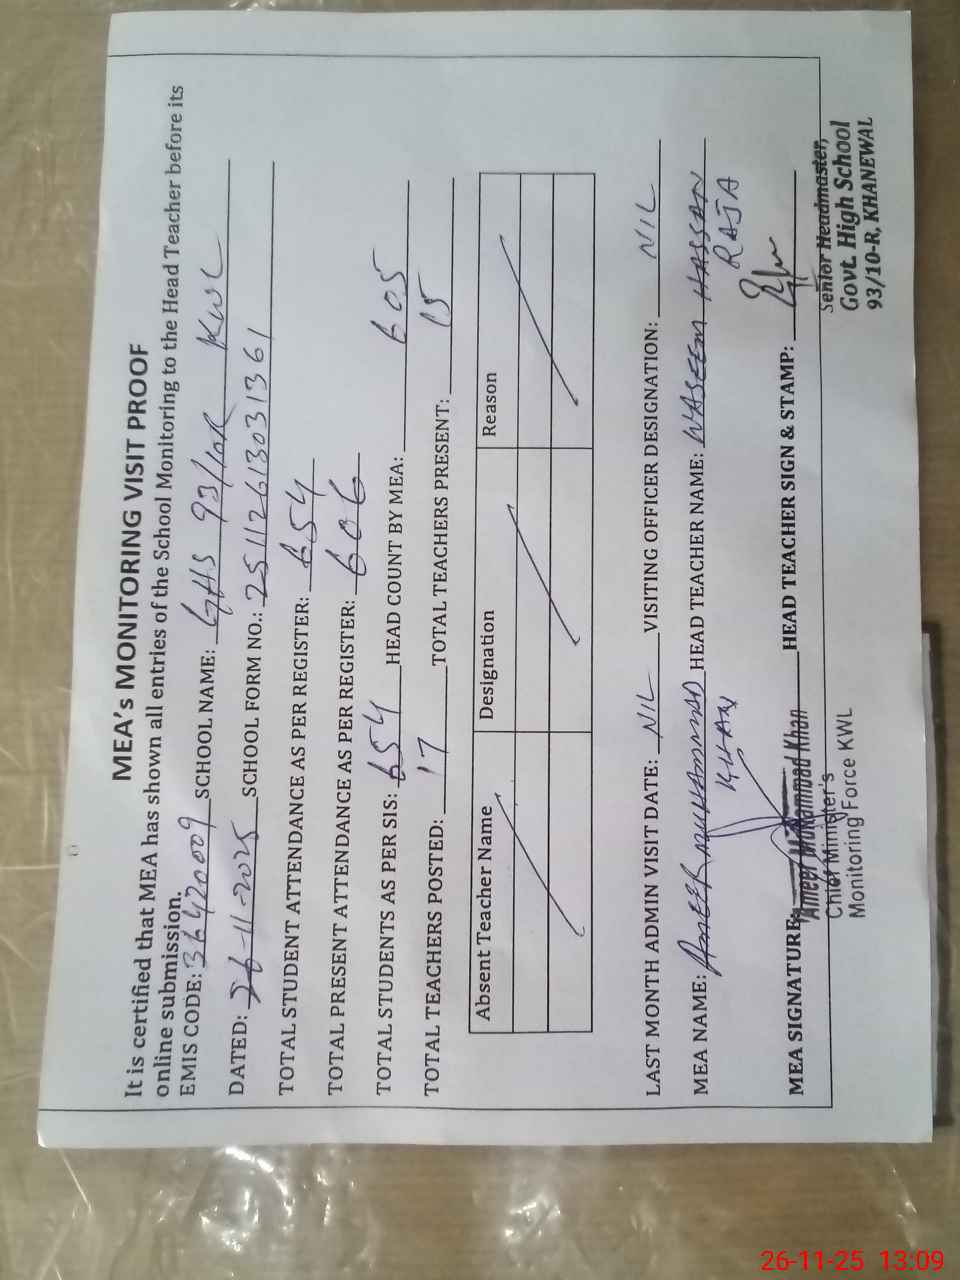 MEA's MONITORING VISIT PROOF
It is certified that MEA has shown all entries of the School Monitoring to the Head Teacher before its
online submission.
EMIS CODE: 36420009 SCHOOL NAME: GHS 93/10R KWL
DATED: 26-11-2025 SCHOOL FORM NO.: 25112613031361
TOTAL STUDENT ATTENDANCE AS PER REGISTER: 654
TOTAL PRESENT ATTENDANCE AS PER REGISTER: 606
TOTAL STUDENTS AS PER SIS: 654 HEAD COUNT BY MEA: 605
TOTAL TEACHERS POSTED: 17 TOTAL TEACHERS PRESENT: 15
Absent Teacher Name Designation Reason
LAST MONTH ADMIN VISIT DATE: NIL VISITING OFFICER DESIGNATION: NIL
MEA NAME: AMEER MUHAMMAD KHAN HEAD TEACHER NAME: WASEEM HASSAN RAJA
MEA SIGNATURE: HEAD TEACHER SIGN & STAMP:
Ameer Muhammad Khan
Chief Minister's
Monitoring Force KWL
Senior Headmaster,
Govt. High School
93/10-R, KHANEWAL
26-11-25 13:09